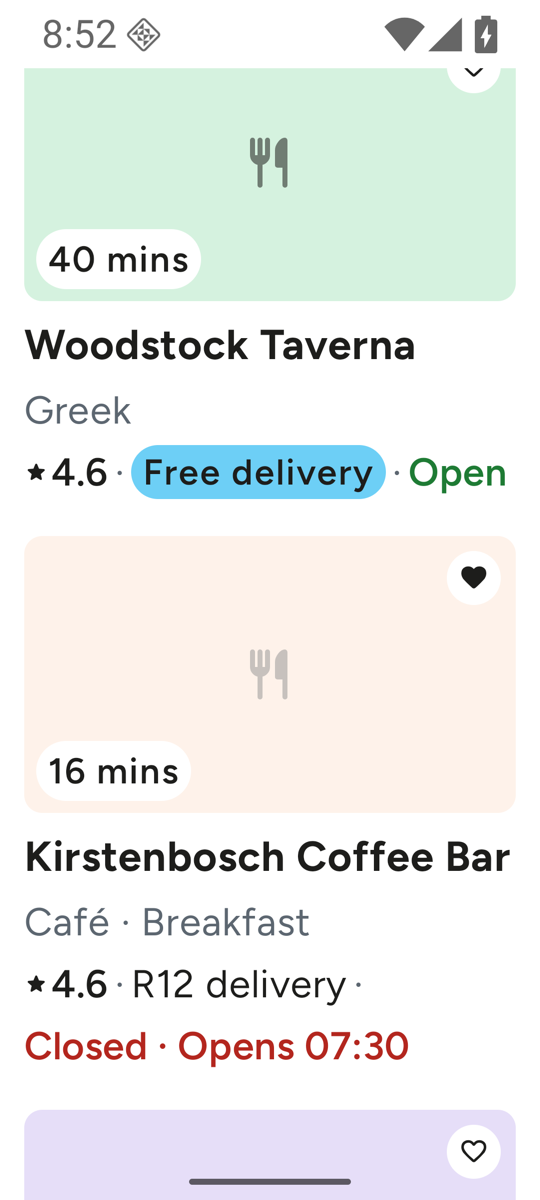 8:52
40 mins
Woodstock Taverna
Greek
★ 4.6 · Free delivery · Open
16 mins
Kirstenbosch Coffee Bar
Café · Breakfast
★ 4.6 · R12 delivery ·
Closed · Opens 07:30